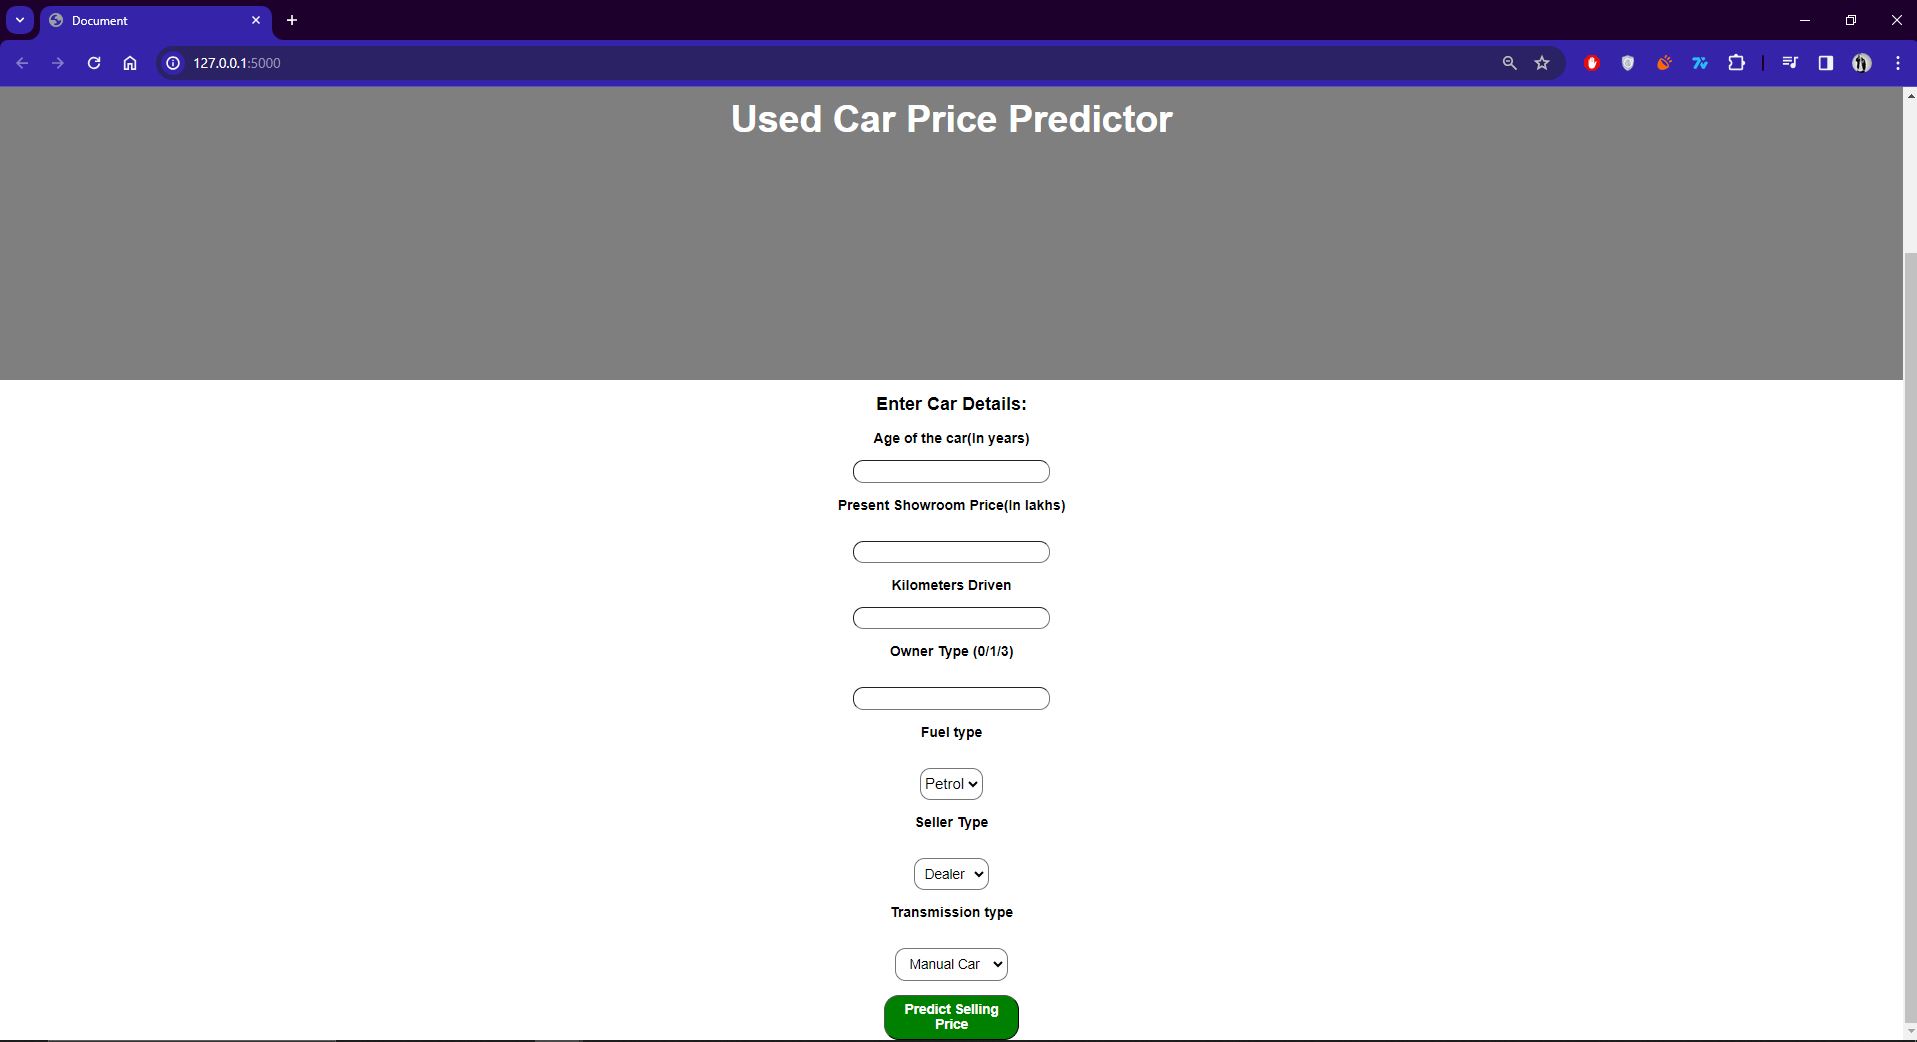 Document
127.0.0.1:5000
Used Car Price Predictor
Enter Car Details:
Age of the car(In years)
Present Showroom Price(In lakhs)
Kilometers Driven
Owner Type (0/1/3)
Fuel type
Petrol
Seller Type
Dealer
Transmission type
Manual Car
Predict Selling
Price